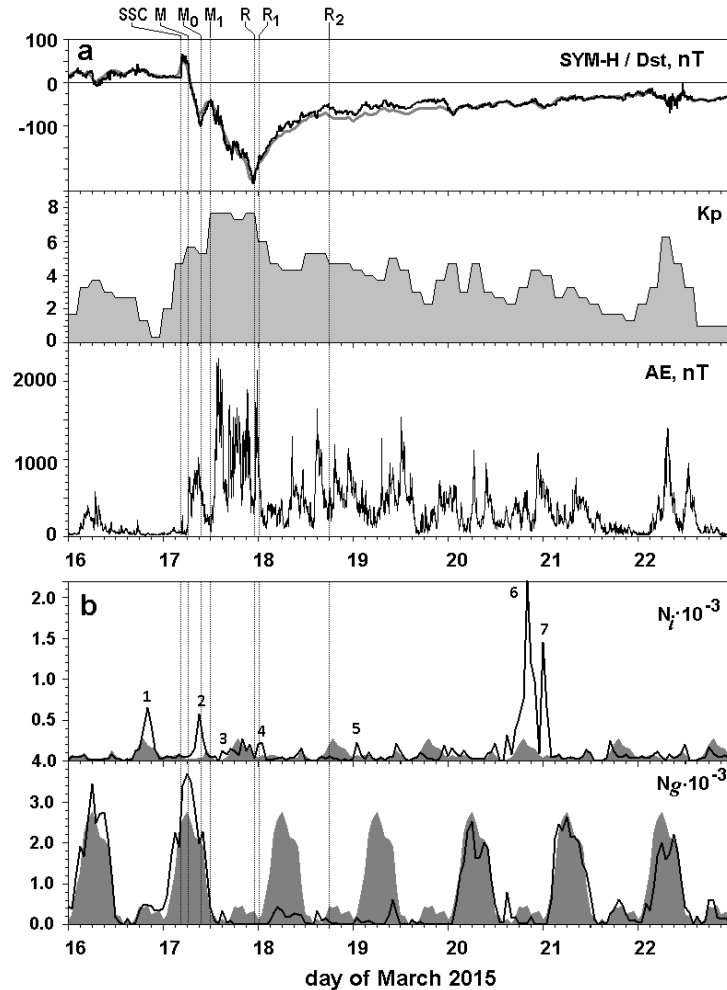 SSC M M0 M1 R R1 R2
a
SYM-H / Dst, nT
100
0
-100
Kp
8
6
4
2
0
AE, nT
2000
1000
0
16 17 18 19 20 21 22
b
Ni·10-3
2.0
1.5
1.0
0.5
1 2 3 4 5 6 7
4.0
Ng·10-3
3.0
2.0
1.0
0.0
16 17 18 19 20 21 22
day of March 2015